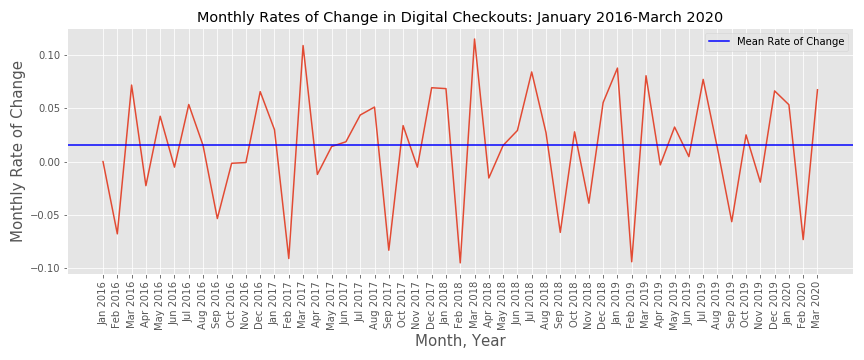 Monthly Rates of Change in Digital Checkouts: January 2016-March 2020
Mean Rate of Change
Monthly Rate of Change
0.10
0.05
0.00
−0.05
−0.10
Jan 2016
Feb 2016
Mar 2016
Apr 2016
May 2016
Jun 2016
Jul 2016
Aug 2016
Sep 2016
Oct 2016
Nov 2016
Dec 2016
Jan 2017
Feb 2017
Mar 2017
Apr 2017
May 2017
Jun 2017
Jul 2017
Aug 2017
Sep 2017
Oct 2017
Nov 2017
Dec 2017
Jan 2018
Feb 2018
Mar 2018
Apr 2018
May 2018
Jun 2018
Jul 2018
Aug 2018
Sep 2018
Oct 2018
Nov 2018
Dec 2018
Jan 2019
Feb 2019
Mar 2019
Apr 2019
May 2019
Jun 2019
Jul 2019
Aug 2019
Sep 2019
Oct 2019
Nov 2019
Dec 2019
Jan 2020
Feb 2020
Mar 2020
Month, Year